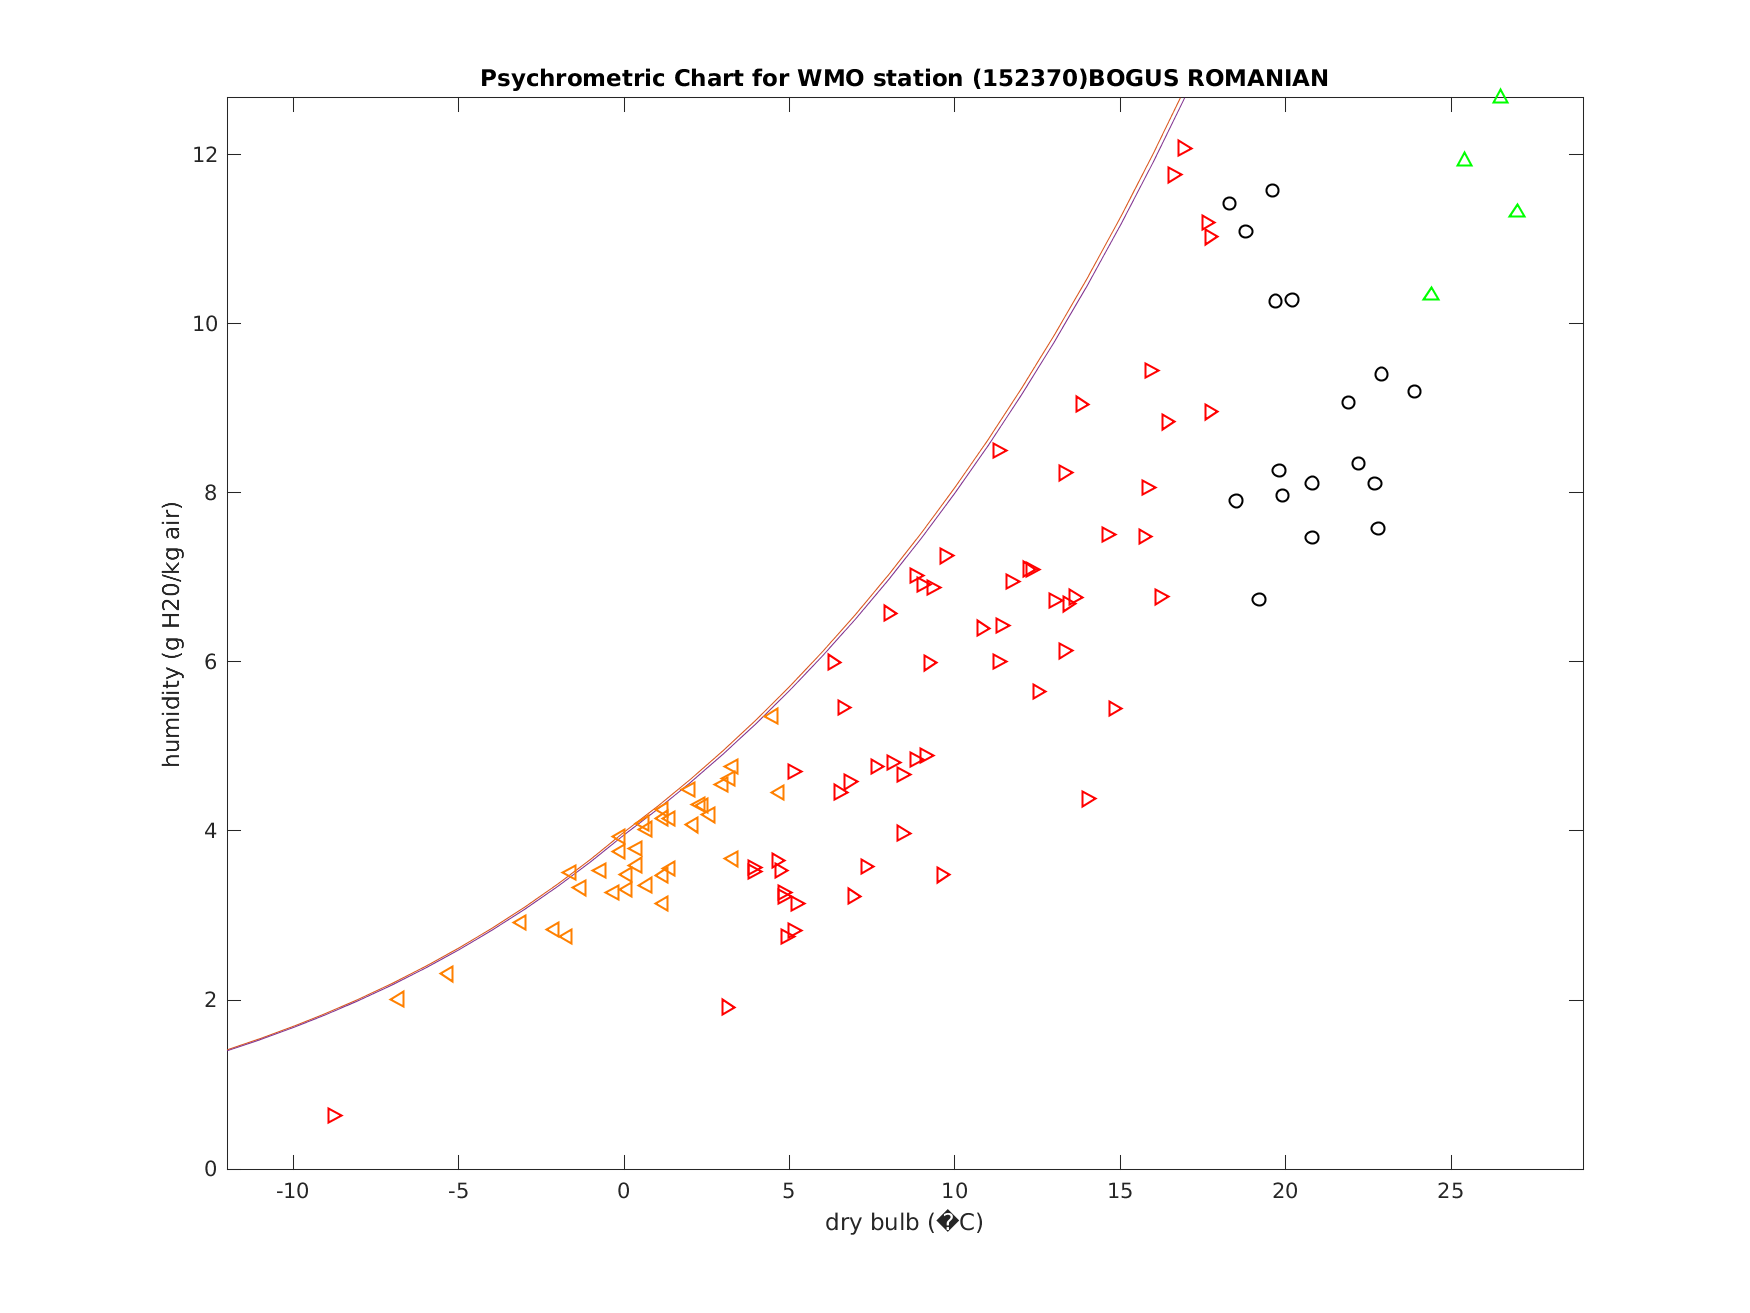 Psychrometric Chart for WMO station (152370)BOGUS ROMANIAN
humidity (g H20/kg air)
12
10
8
6
4
2
0
-10 -5 0 5 10 15 20 25
dry bulb (�C)